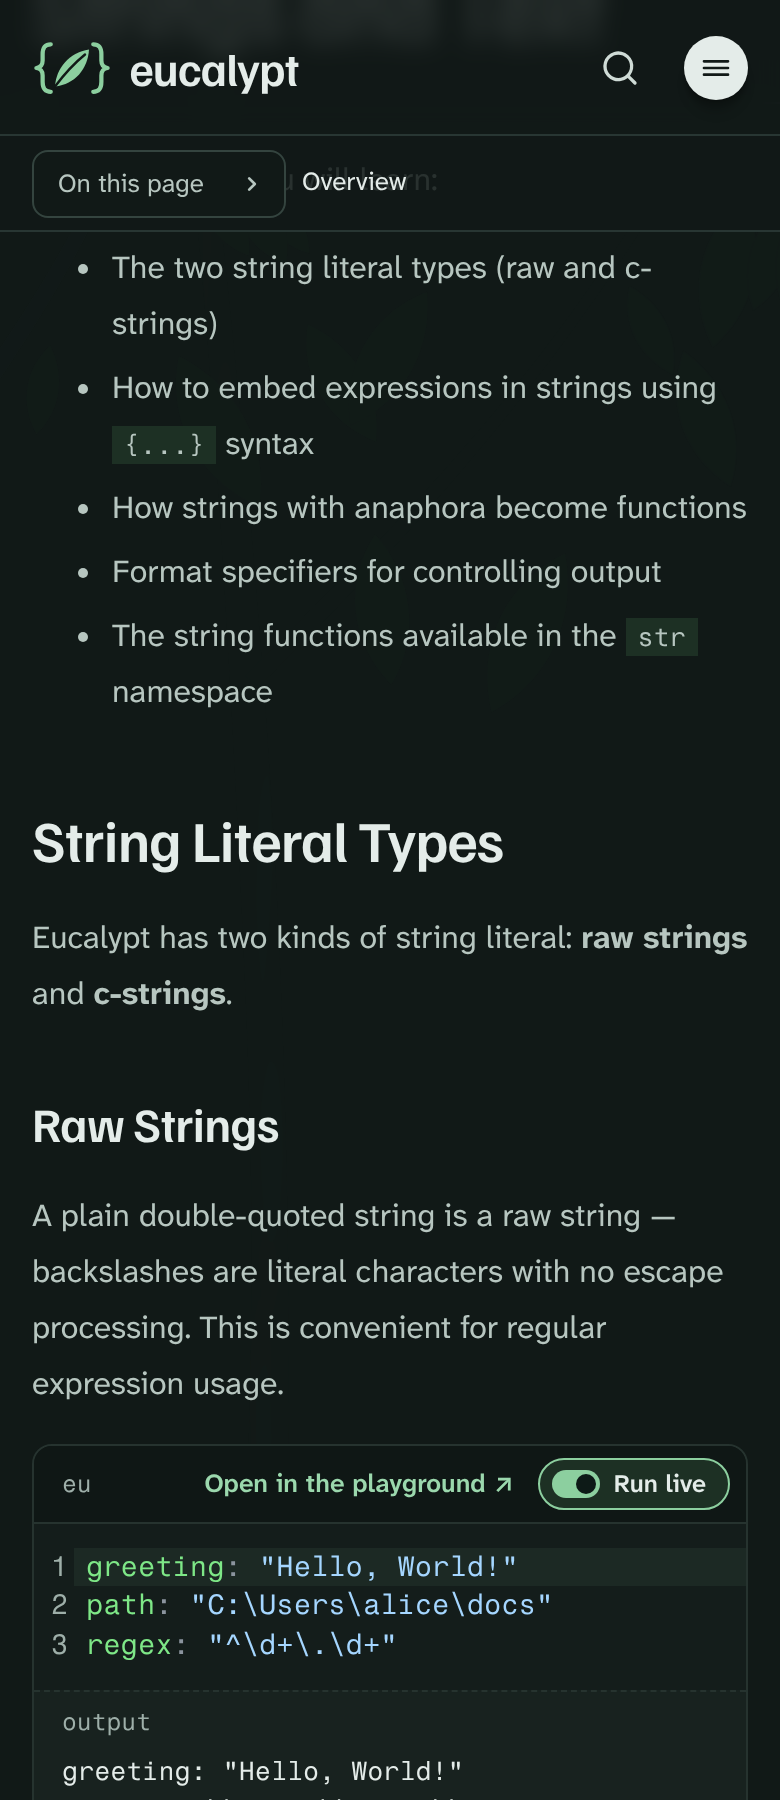 eucalypt
On this page
Overview
The two string literal types (raw and c-
strings)
How to embed expressions in strings using
{...} syntax
How strings with anaphora become functions
Format specifiers for controlling output
The string functions available in the str
namespace
String Literal Types
Eucalypt has two kinds of string literal: raw strings
and c-strings.
Raw Strings
A plain double-quoted string is a raw string —
backslashes are literal characters with no escape
processing. This is convenient for regular
expression usage.
eu
Open in the playground ↗
Run live
1 greeting: "Hello, World!"
2 path: "C:\Users\alice\docs"
3 regex: "^\d+\.\d+"
output
greeting: "Hello, World!"